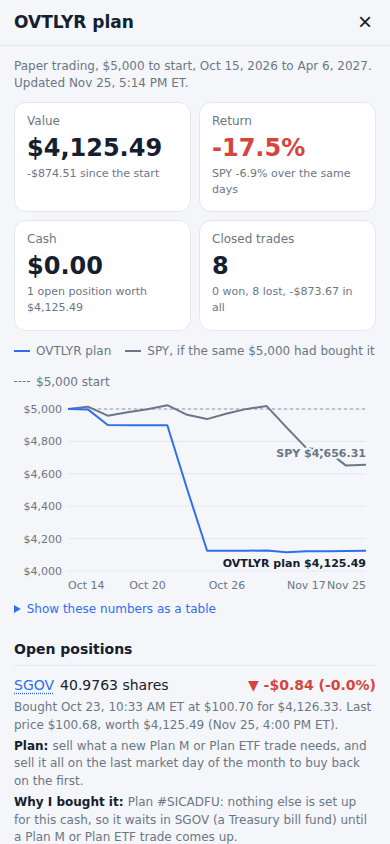 OVTLYR plan
×
Paper trading, $5,000 to start, Oct 15, 2026 to Apr 6, 2027.
Updated Nov 25, 5:14 PM ET.
Value
$4,125.49
-$874.51 since the start
Return
-17.5%
SPY -6.9% over the same
days
Cash
$0.00
1 open position worth
$4,125.49
Closed trades
8
0 won, 8 lost, -$873.67 in
all
OVTLYR plan
SPY, if the same $5,000 had bought it
$5,000 start
$5,000
$4,800
$4,600
$4,400
$4,200
$4,000
SPY $4,656.31
OVTLYR plan $4,125.49
Oct 14
Oct 20
Oct 26
Nov 17
Nov 25
▶ Show these numbers as a table
Open positions
SGOV 40.9763 shares
▼ -$0.84 (-0.0%)
Bought Oct 23, 10:33 AM ET at $100.70 for $4,126.33. Last
price $100.68, worth $4,125.49 (Nov 25, 4:00 PM ET).
Plan: sell what a new Plan M or Plan ETF trade needs, and
sell it all on the last market day of the month to buy back
on the first.
Why I bought it: Plan #SICADFU: nothing else is set up
for this cash, so it waits in SGOV (a Treasury bill fund) until
a Plan M or Plan ETF trade comes up.